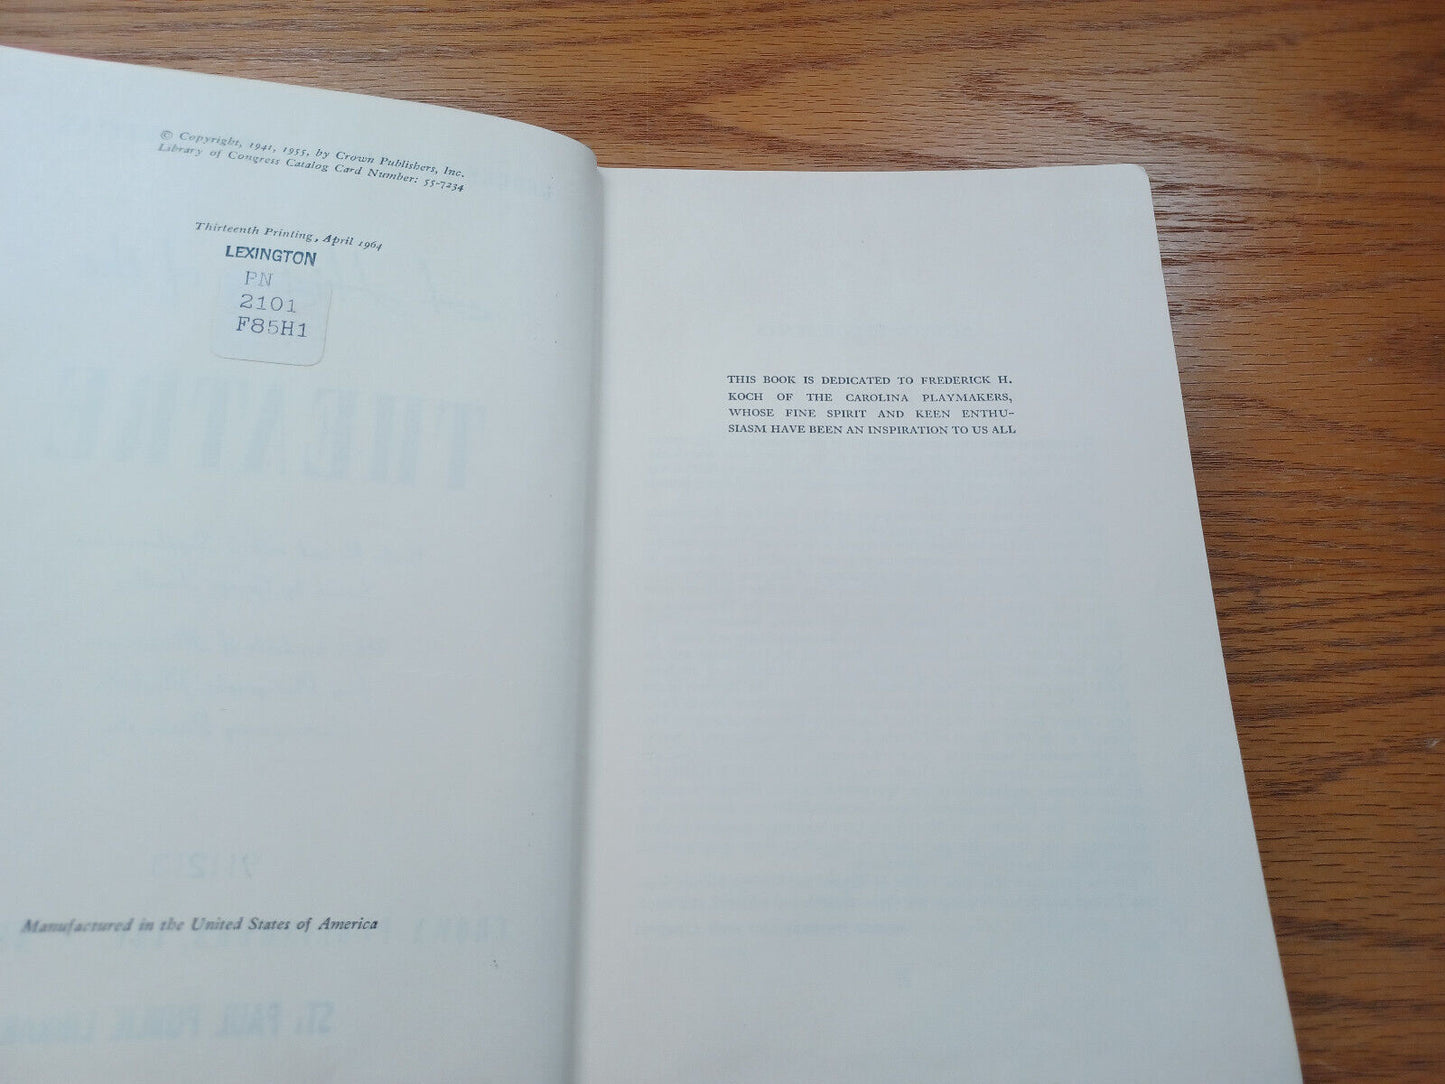 © Copyright, 1941, 1955, by Crown Publishers, Inc.
Library of Congress Catalog Card Number: 55-7234
Thirteenth Printing, April 1964
LEXINGTON
PN
2101
F85H1
Manufactured in the United States of America
THIS BOOK IS DEDICATED TO FREDERICK H.
KOCH OF THE CAROLINA PLAYMAKERS,
WHOSE FINE SPIRIT AND KEEN ENTHU-
SIASM HAVE BEEN AN INSPIRATION TO US ALL